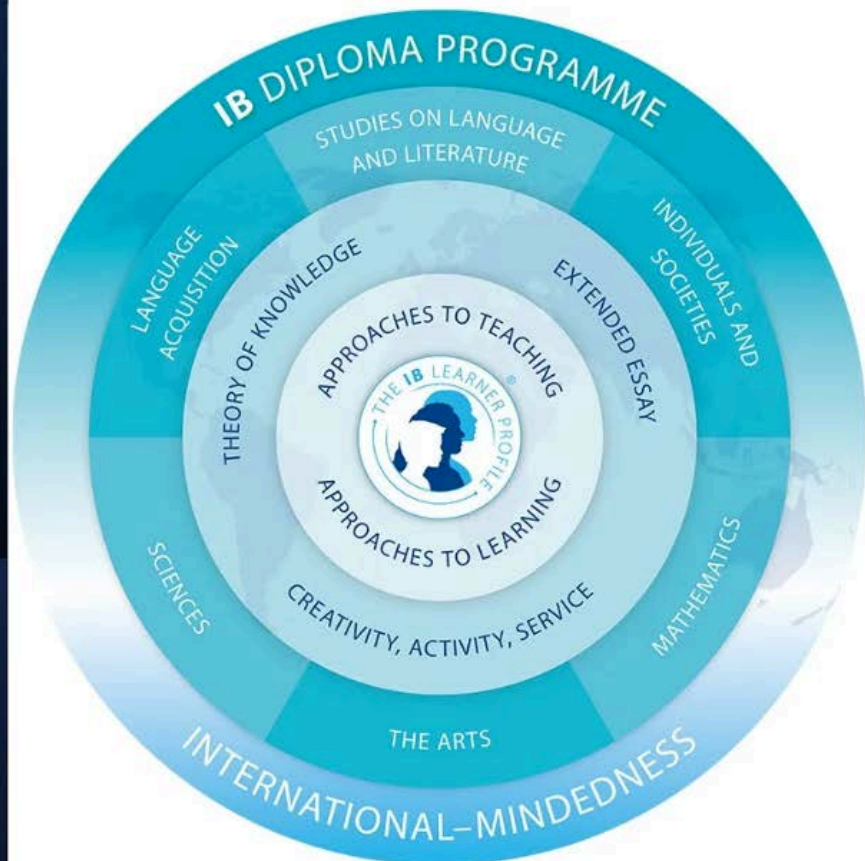 IB DIPLOMA PROGRAMME
STUDIES ON LANGUAGE
AND LITERATURE
LANGUAGE
ACQUISITION
INDIVIDUALS AND
SOCIETIES
THEORY OF KNOWLEDGE
EXTENDED ESSAY
APPROACHES TO TEACHING
THE IB LEARNER PROFILE®
APPROACHES TO LEARNING
SCIENCES
MATHEMATICS
CREATIVITY, ACTIVITY, SERVICE
THE ARTS
INTERNATIONAL–MINDEDNESS